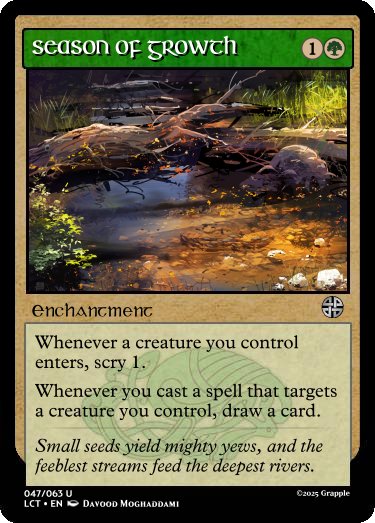 Season of Growth
1
Enchantment
Whenever a creature you control
enters, scry 1.
Whenever you cast a spell that targets
a creature you control, draw a card.
Small seeds yield mighty yews, and the
feeblest streams feed the deepest rivers.
047/063 U
LCT • EN Davood Moghaddami
©2025 Grapple